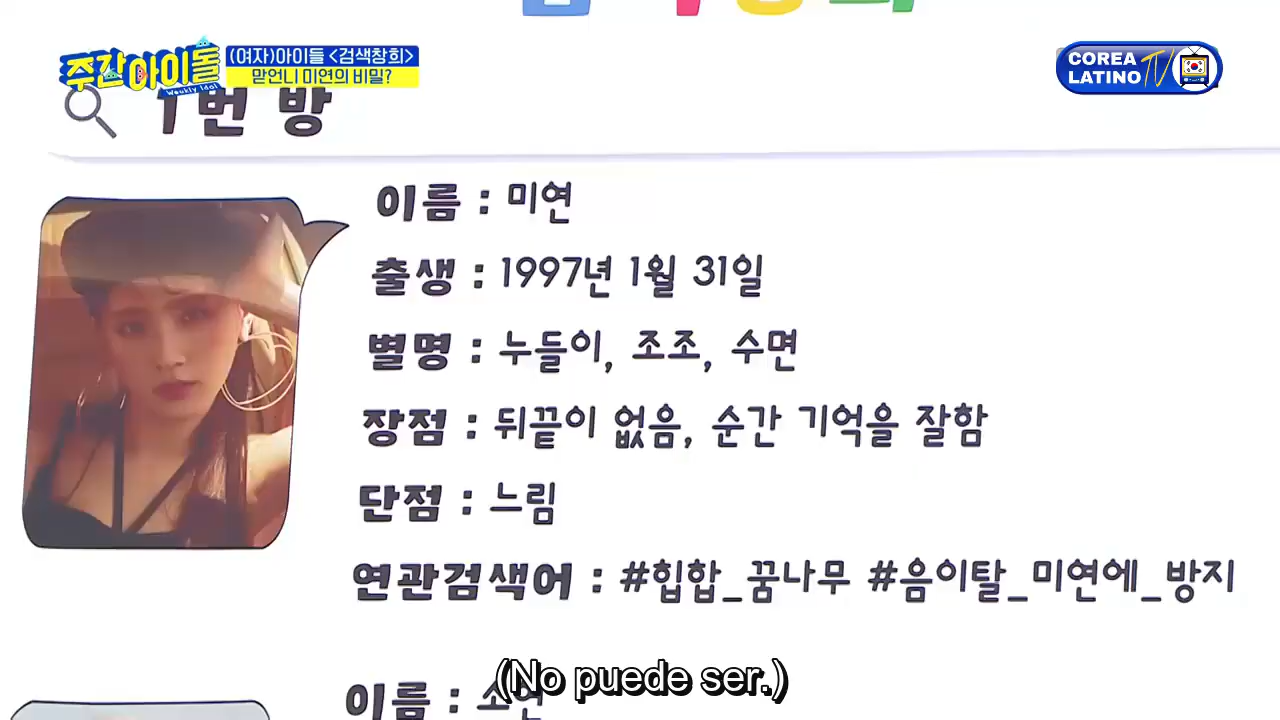 주간아이돌
Weekly Idol
(여자)아이들 <검색창희>
맏언니 미연의 비밀?
COREA
LATINO TV
1번 방
이름 : 미연
출생 : 1997년 1월 31일
별명 : 누들이, 조조, 수면
장점 : 뒤끝이 없음, 순간 기억을 잘함
단점 : 느림
연관검색어 : #힙합_꿈나무 #음이탈_미연에_방지
이름 : 소연
(No puede ser.)